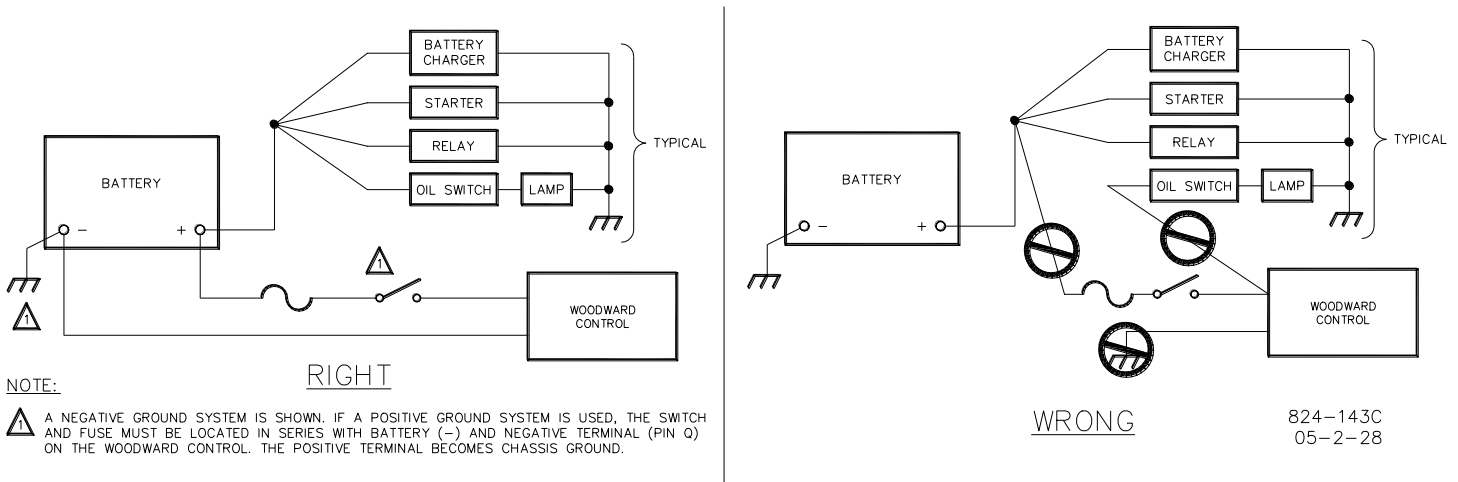 BATTERY
CHARGER
STARTER
RELAY
OIL SWITCH LAMP
TYPICAL
BATTERY
- +
1
1
WOODWARD
CONTROL
RIGHT
NOTE:
1 A NEGATIVE GROUND SYSTEM IS SHOWN. IF A POSITIVE GROUND SYSTEM IS USED, THE SWITCH
AND FUSE MUST BE LOCATED IN SERIES WITH BATTERY (-) AND NEGATIVE TERMINAL (PIN Q)
ON THE WOODWARD CONTROL. THE POSITIVE TERMINAL BECOMES CHASSIS GROUND.
BATTERY
CHARGER
STARTER
RELAY
OIL SWITCH LAMP
TYPICAL
BATTERY
- +
WOODWARD
CONTROL
WRONG
824-143C
05-2-28